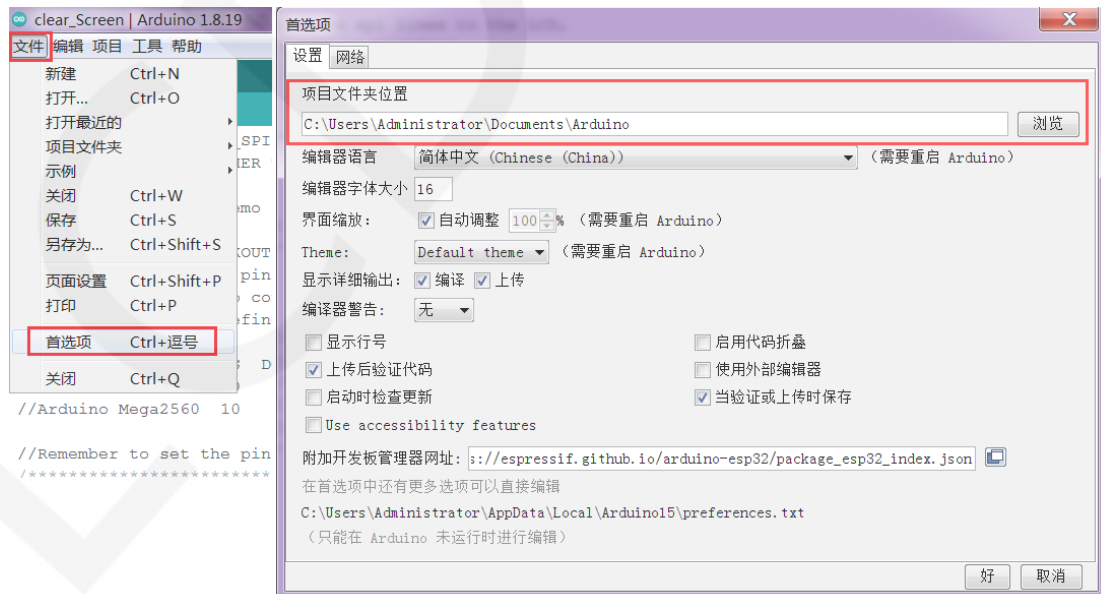 clear_Screen | Arduino 1.8.19
文件 编辑 项目 工具 帮助
新建 Ctrl+N
打开... Ctrl+O
打开最近的
项目文件夹
示例
关闭 Ctrl+W
保存 Ctrl+S
另存为... Ctrl+Shift+S
页面设置 Ctrl+Shift+P
打印 Ctrl+P
首选项 Ctrl+逗号
关闭 Ctrl+Q
_SPI
pin
co
D
//Arduino Mega2560 10
//Remember to set the pin
/**************************
首选项
设置 网络
项目文件夹位置
C:\Users\Administrator\Documents\Arduino 浏览
编辑器语言 简体中文 (Chinese (China)) (需要重启 Arduino)
编辑器字体大小 16
界面缩放: 自动调整 100 % (需要重启 Arduino)
Theme: Default theme (需要重启 Arduino)
显示详细输出: 编译 上传
编译器警告: 无
显示行号 启用代码折叠
上传后验证代码 使用外部编辑器
启动时检查更新 当验证或上传时保存
Use accessibility features
附加开发板管理器网址: s://espressif.github.io/arduino-esp32/package_esp32_index.json
在首选项中还有更多选项可以直接编辑
C:\Users\Administrator\AppData\Local\Arduino15\preferences.txt
(只能在 Arduino 未运行时进行编辑)
好 取消